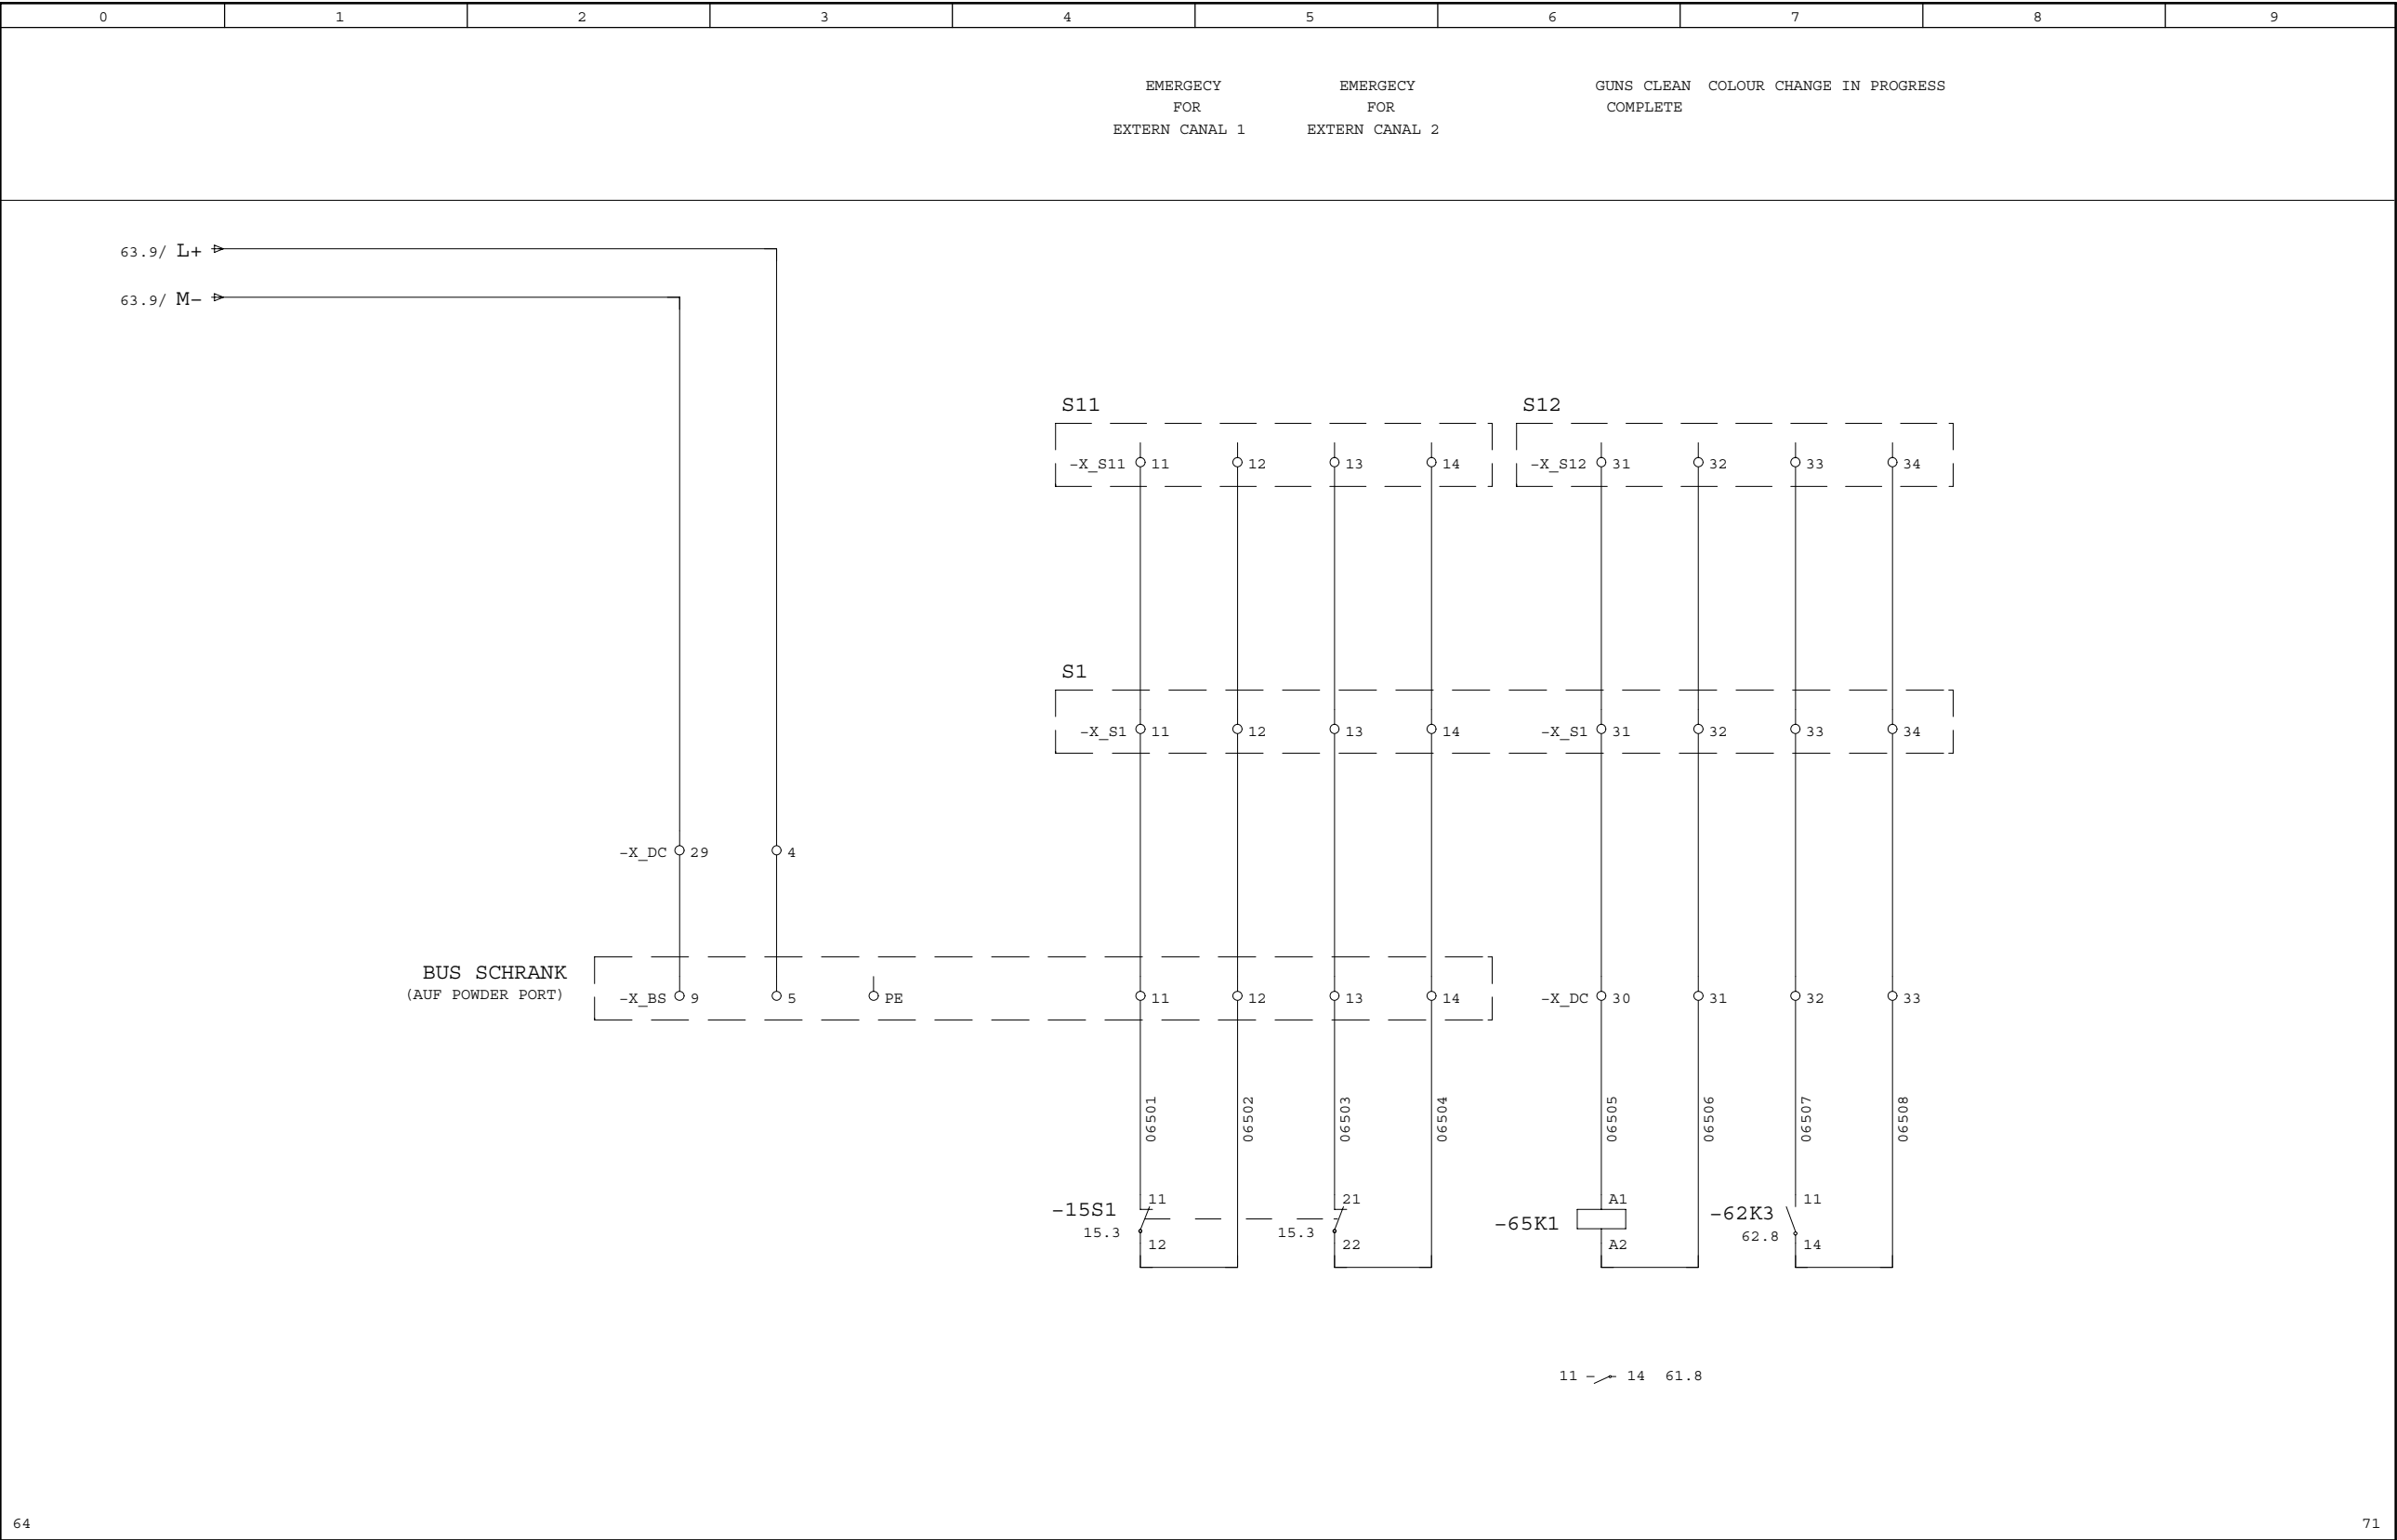 0 1 2 3 4 5 6 7 8 9
EMERGECY
FOR
EXTERN CANAL 1
EMERGECY
FOR
EXTERN CANAL 2
GUNS CLEAN
COMPLETE
COLOUR CHANGE IN PROGRESS
63.9/ L+
63.9/ M-
S11
-X_S11 11 12 13 14
S12
-X_S12 31 32 33 34
S1
-X_S1 11 12 13 14
-X_S1 31 32 33 34
-X_DC 29 4
BUS SCHRANK
(AUF POWDER PORT)
-X_BS 9 5 PE 11 12 13 14
-X_DC 30 31 32 33
06501
06502
06503
06504
06505
06506
06507
06508
-15S1
15.3
11
12
15.3
21
22
-65K1
A1
A2
-62K3
62.8
11
14
11 14 61.8
64
71